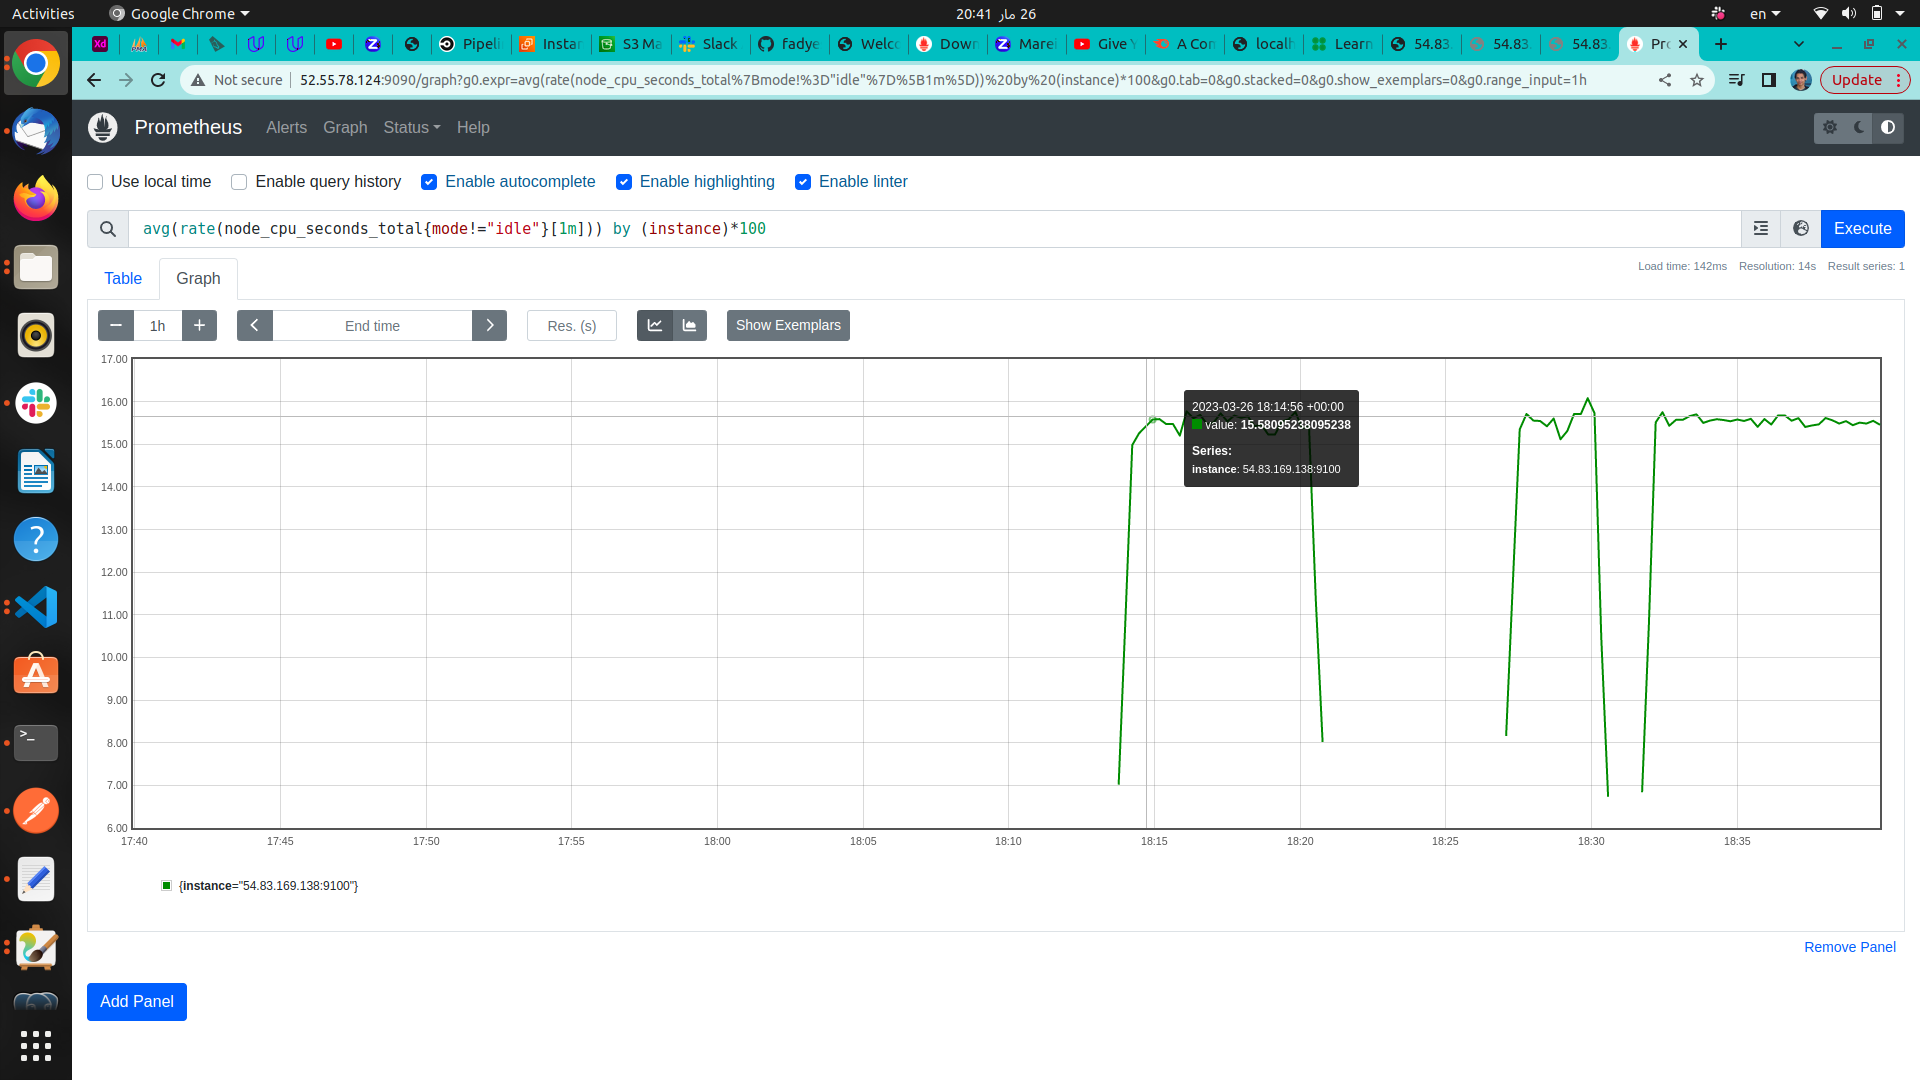 Activities Google Chrome 20:41 مار 26 en
Xd PMA Pipeli Instan S3 Ma Slack fadye Welco Down Marei Give Y A Con localh Learn 54.83. 54.83. 54.83. Pro
Not secure 52.55.78.124:9090/graph?g0.expr=avg(rate(node_cpu_seconds_total%7Bmode!%3D"idle"%7D%5B1m%5D))%20by%20(instance)*100&g0.tab=0&g0.stacked=0&g0.show_exemplars=0&g0.range_input=1h Update
Prometheus Alerts Graph Status Help
Use local time Enable query history Enable autocomplete Enable highlighting Enable linter
avg(rate(node_cpu_seconds_total{mode!="idle"}[1m])) by (instance)*100 Execute
Table Graph Load time: 142ms Resolution: 14s Result series: 1
1h End time Res. (s) Show Exemplars
17.00
16.00
15.00
14.00
13.00
12.00
11.00
10.00
9.00
8.00
7.00
6.00
2023-03-26 18:14:56 +00:00
value: 15.58095238095238
Series:
instance: 54.83.169.138:9100
17:40 17:45 17:50 17:55 18:00 18:05 18:10 18:15 18:20 18:25 18:30 18:35
{instance="54.83.169.138:9100"}
Remove Panel
Add Panel